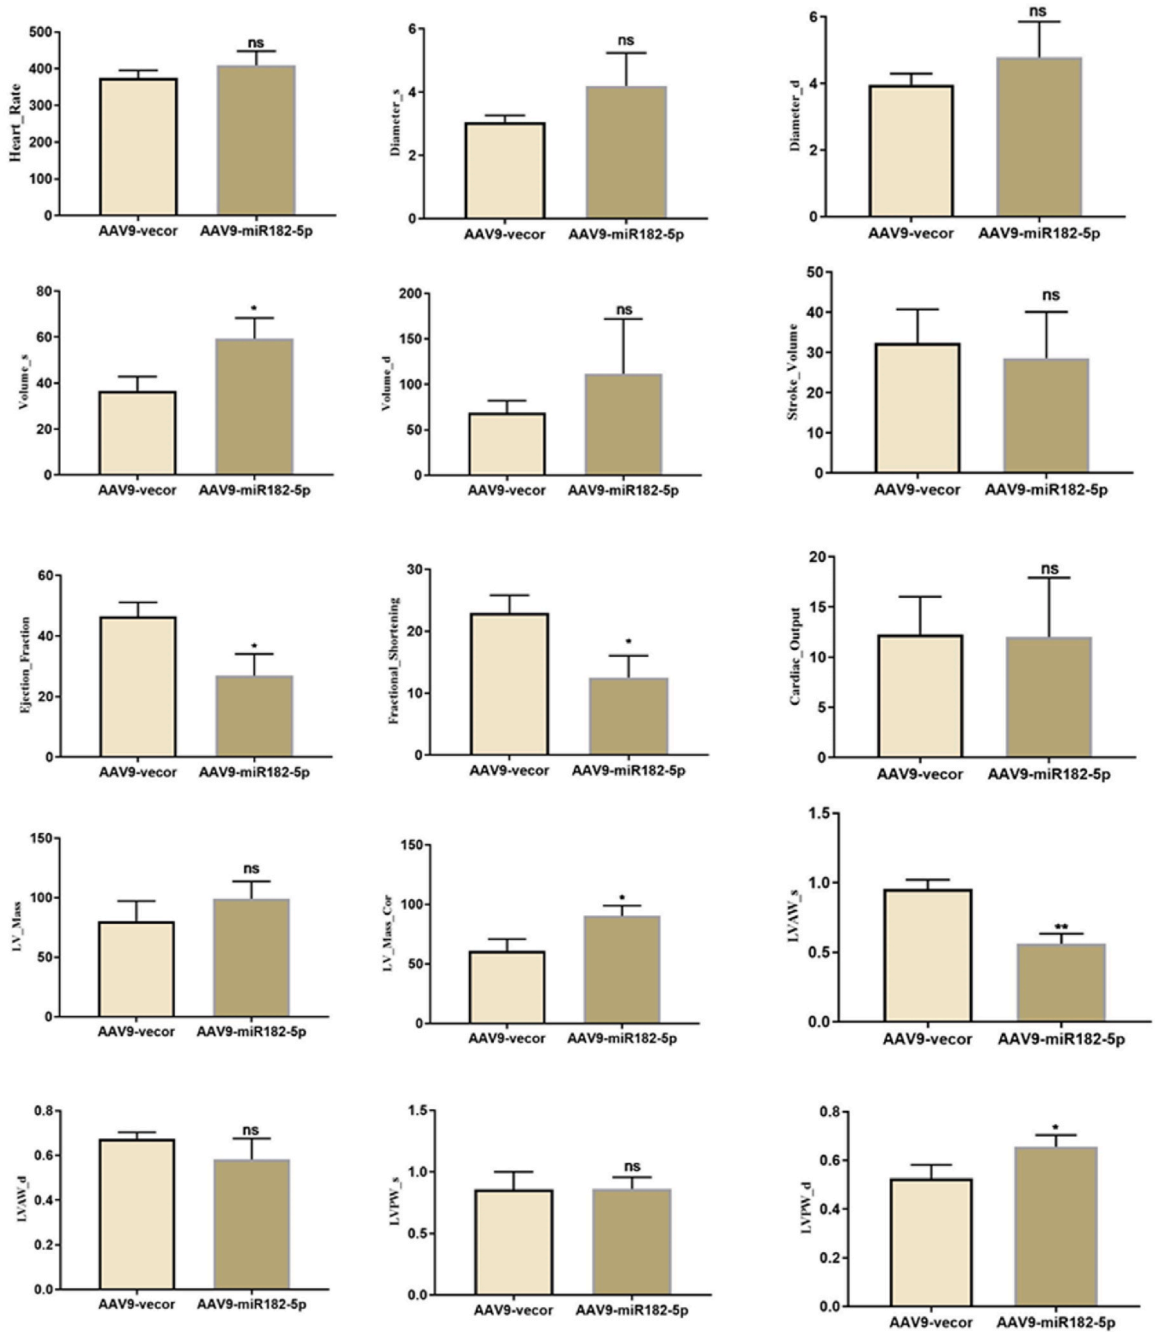 Heart_Rate
500
400
300
200
100
0
ns
AAV9-vecor AAV9-miR182-5p
Diameter_s
6
4
2
0
ns
AAV9-vecor AAV9-miR182-5p
Diameter_d
6
4
2
0
ns
AAV9-vecor AAV9-miR182-5p
Volume_s
80
60
40
20
0
*
AAV9-vecor AAV9-miR182-5p
Volume_d
200
150
100
50
0
ns
AAV9-vecor AAV9-miR182-5p
Stroke_Volume
50
40
30
20
10
0
ns
AAV9-vecor AAV9-miR182-5p
Ejection_Fraction
60
40
20
0
*
AAV9-vecor AAV9-miR182-5p
Fractional_Shortening
30
20
10
0
*
AAV9-vecor AAV9-miR182-5p
Cardiac_Output
20
15
10
5
0
ns
AAV9-vecor AAV9-miR182-5p
LV_Mass
150
100
50
0
ns
AAV9-vecor AAV9-miR182-5p
LV_Mass_Cor
150
100
50
0
*
AAV9-vecor AAV9-miR182-5p
LVAW_s
1.5
1.0
0.5
0.0
**
AAV9-vecor AAV9-miR182-5p
LVAW_d
0.8
0.6
0.4
0.2
0.0
ns
AAV9-vecor AAV9-miR182-5p
LVPW_s
1.5
1.0
0.5
0.0
ns
AAV9-vecor AAV9-miR182-5p
LVPW_d
0.8
0.6
0.4
0.2
0.0
*
AAV9-vecor AAV9-miR182-5p